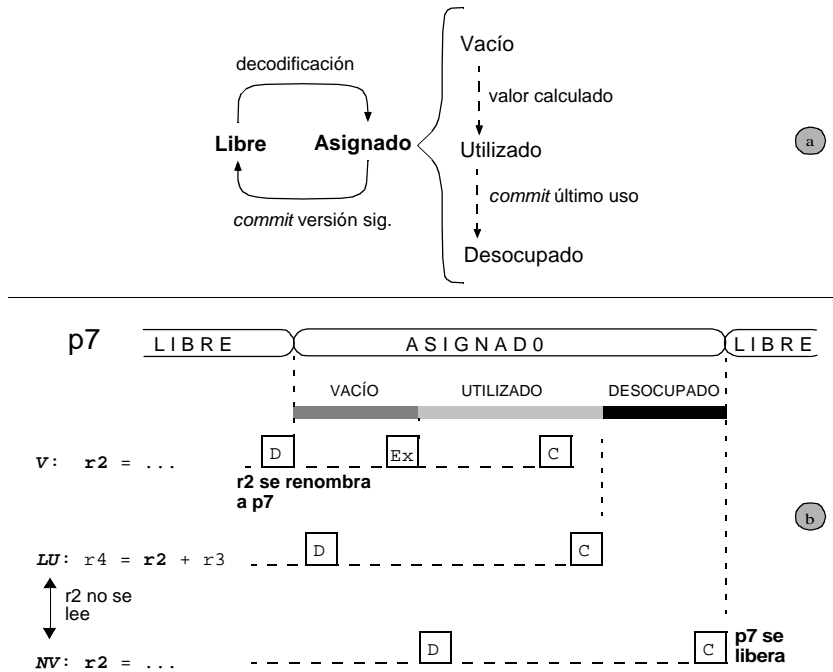 Vacío
decodificación
valor calculado
Libre
Asignado
Utilizado
a
commit último uso
commit versión sig.
Desocupado
p7
LIBRE
ASIGNAD0
LIBRE
VACÍO
UTILIZADO
DESOCUPADO
D
Ex
C
V: r2 = ...
r2 se renombra
a p7
b
D
C
LU: r4 = r2 + r3
r2 no se
lee
D
C
p7 se
libera
NV: r2 = ...